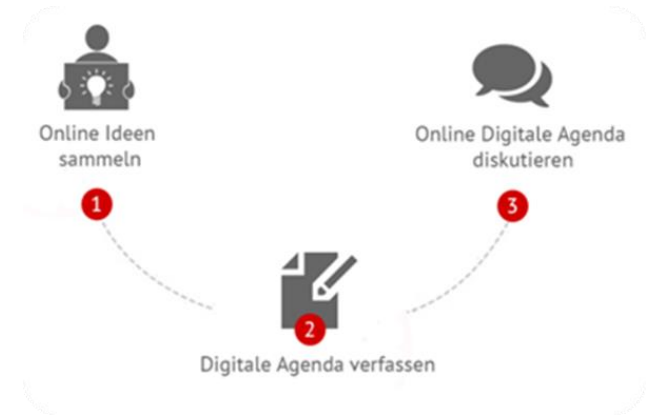 Online Ideen
sammeln
1
2
Digitale Agenda verfassen
Online Digitale Agenda
diskutieren
3